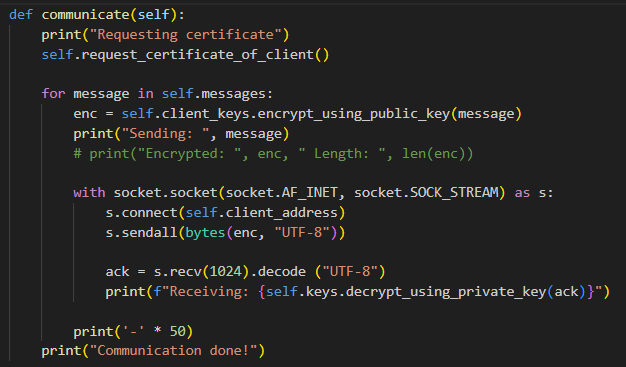 def communicate(self):
    print("Requesting certificate")
    self.request_certificate_of_client()

    for message in self.messages:
        enc = self.client_keys.encrypt_using_public_key(message)
        print("Sending: ", message)
        # print("Encrypted: ", enc, " Length: ", len(enc))

        with socket.socket(socket.AF_INET, socket.SOCK_STREAM) as s:
            s.connect(self.client_address)
            s.sendall(bytes(enc, "UTF-8"))

            ack = s.recv(1024).decode ("UTF-8")
            print(f"Receiving: {self.keys.decrypt_using_private_key(ack)}")

        print('-' * 50)
    print("Communication done!")